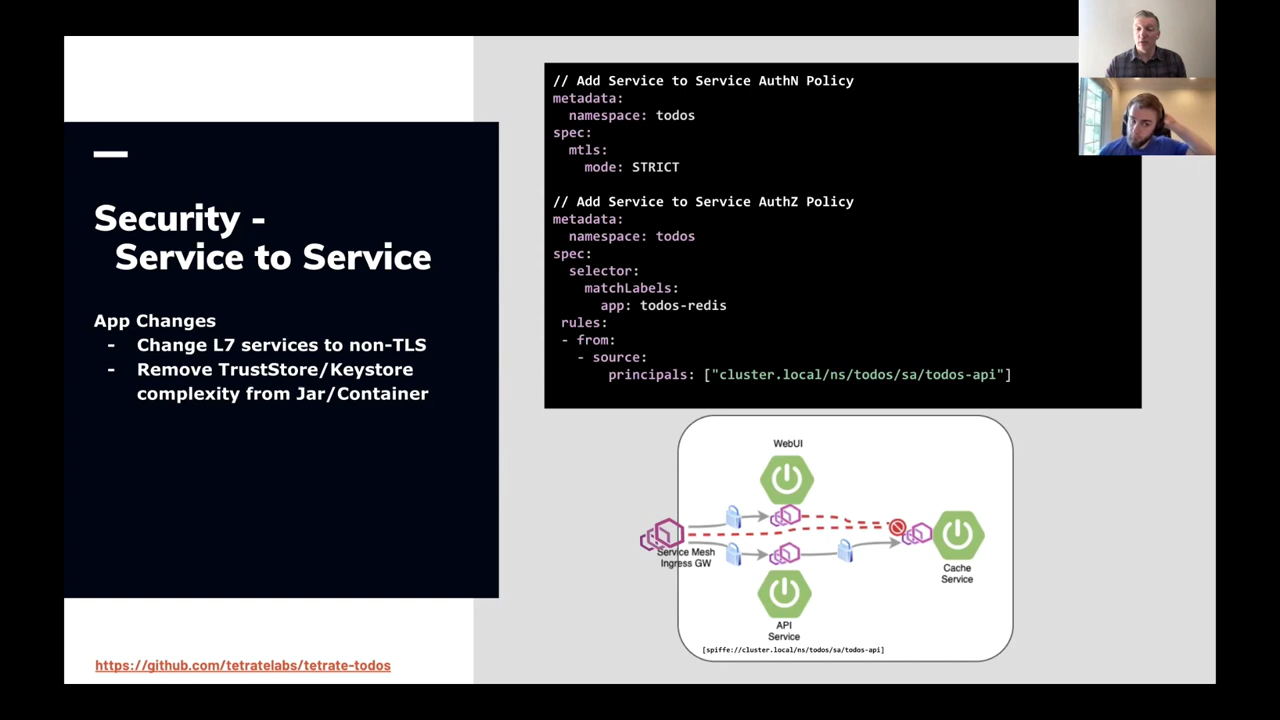 Security -
Service to Service
App Changes
- Change L7 services to non-TLS
- Remove TrustStore/Keystore
complexity from Jar/Container
https://github.com/tetratelabs/tetrate-todos
// Add Service to Service AuthN Policy
metadata:
namespace: todos
spec:
mtls:
mode: STRICT
// Add Service to Service AuthZ Policy
metadata:
namespace: todos
spec:
selector:
matchLabels:
app: todos-redis
rules:
- from:
- source:
principals: ["cluster.local/ns/todos/sa/todos-api"]
WebUI
Service Mesh
Ingress GW
Cache
Service
API
Service
[spiffe://cluster.local/ns/todos/sa/todos-api]